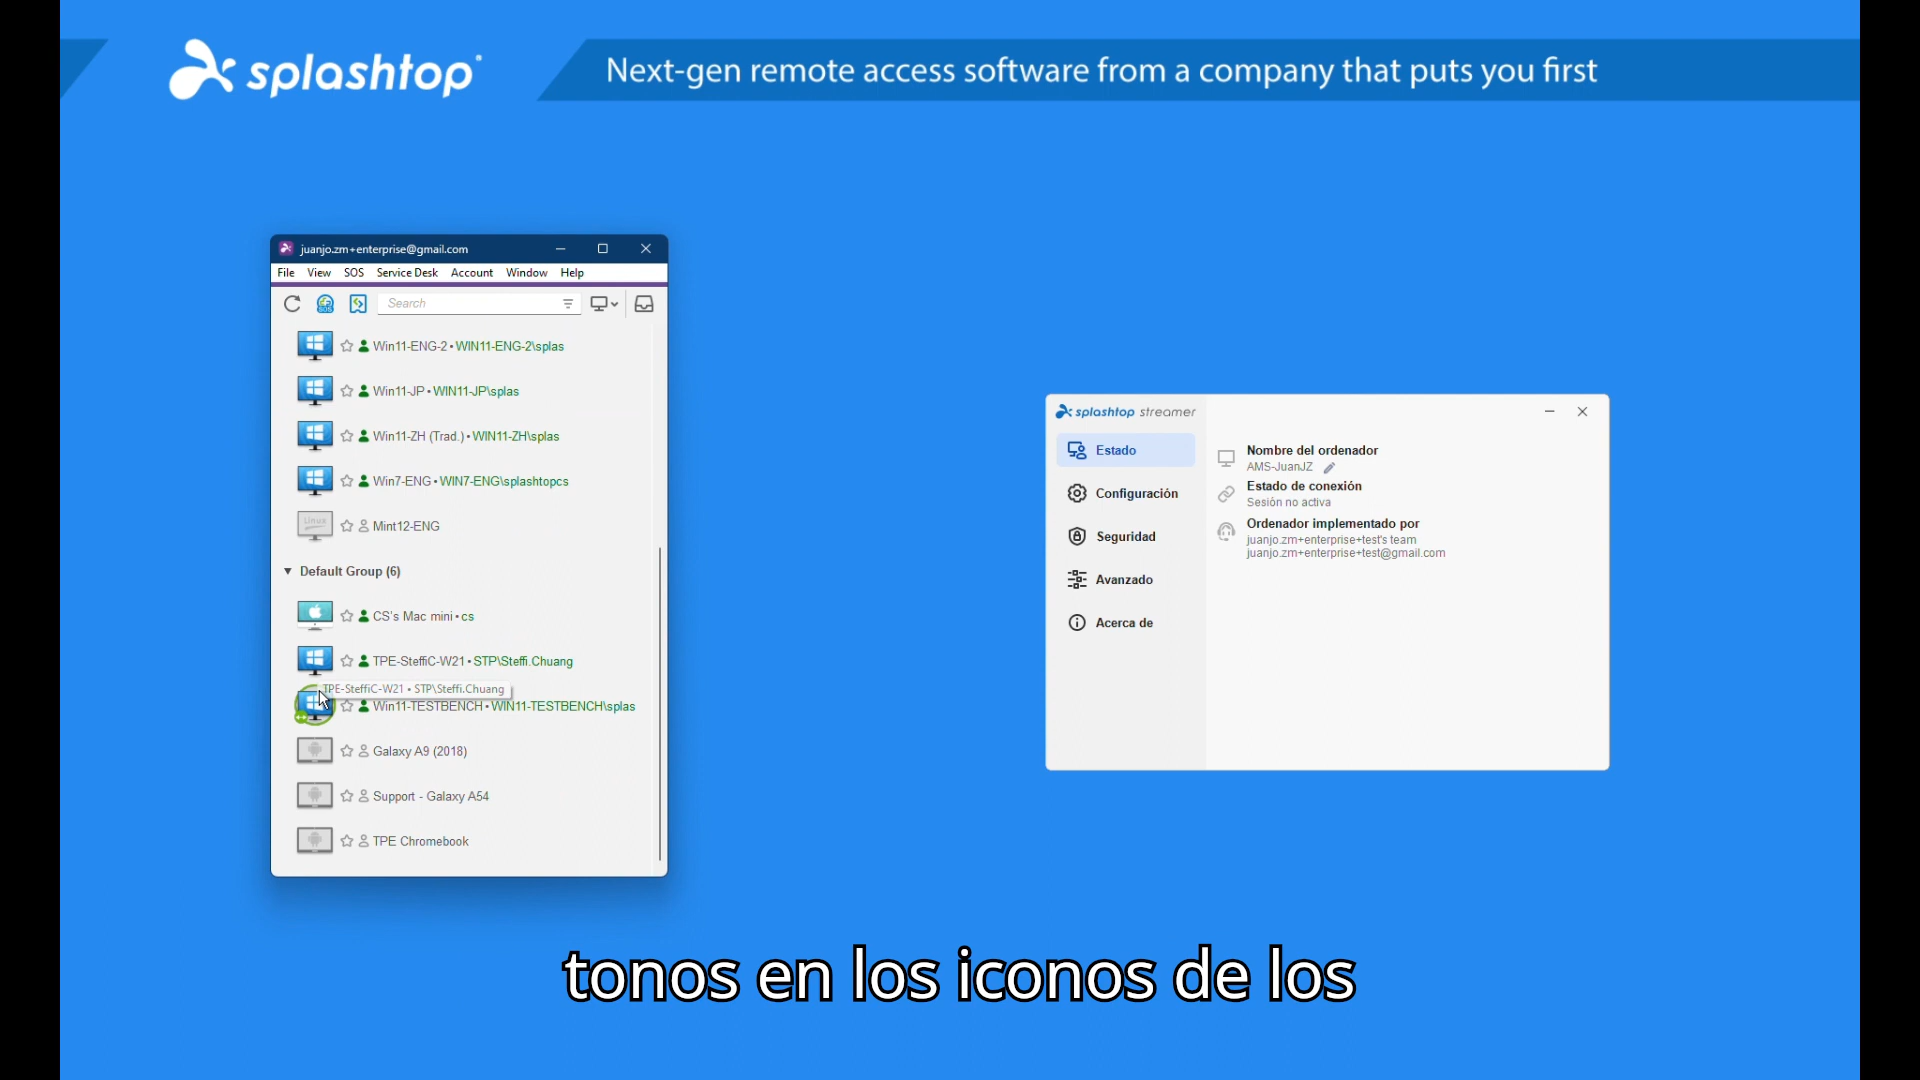 splashtop
Next-gen remote access software from a company that puts you first
juanjo.zm+enterprise@gmail.com
File View SOS Service Desk Account Window Help
SOS
Search
Win11-ENG-2 • WIN11-ENG-2\splas
Win11-JP • WIN11-JP\splas
Win11-ZH (Trad.) • WIN11-ZH\splas
Win7-ENG • WIN7-ENG\splashtopcs
Linux
Mint12-ENG
Default Group (6)
CS's Mac mini • cs
TPE-SteffiC-W21 • STP\Steffi.Chuang
TPE-SteffiC-W21 • STP\Steffi.Chuang
Win11-TESTBENCH • WIN11-TESTBENCH\splas
Galaxy A9 (2018)
Support - Galaxy A54
TPE Chromebook
splashtop streamer
Estado
Configuración
Seguridad
Avanzado
Acerca de
Nombre del ordenador
AMS-JuanJZ
Estado de conexión
Sesión no activa
Ordenador implementado por
juanjo.zm+enterprise+test's team
juanjo.zm+enterprise+test@gmail.com
tonos en los iconos de los